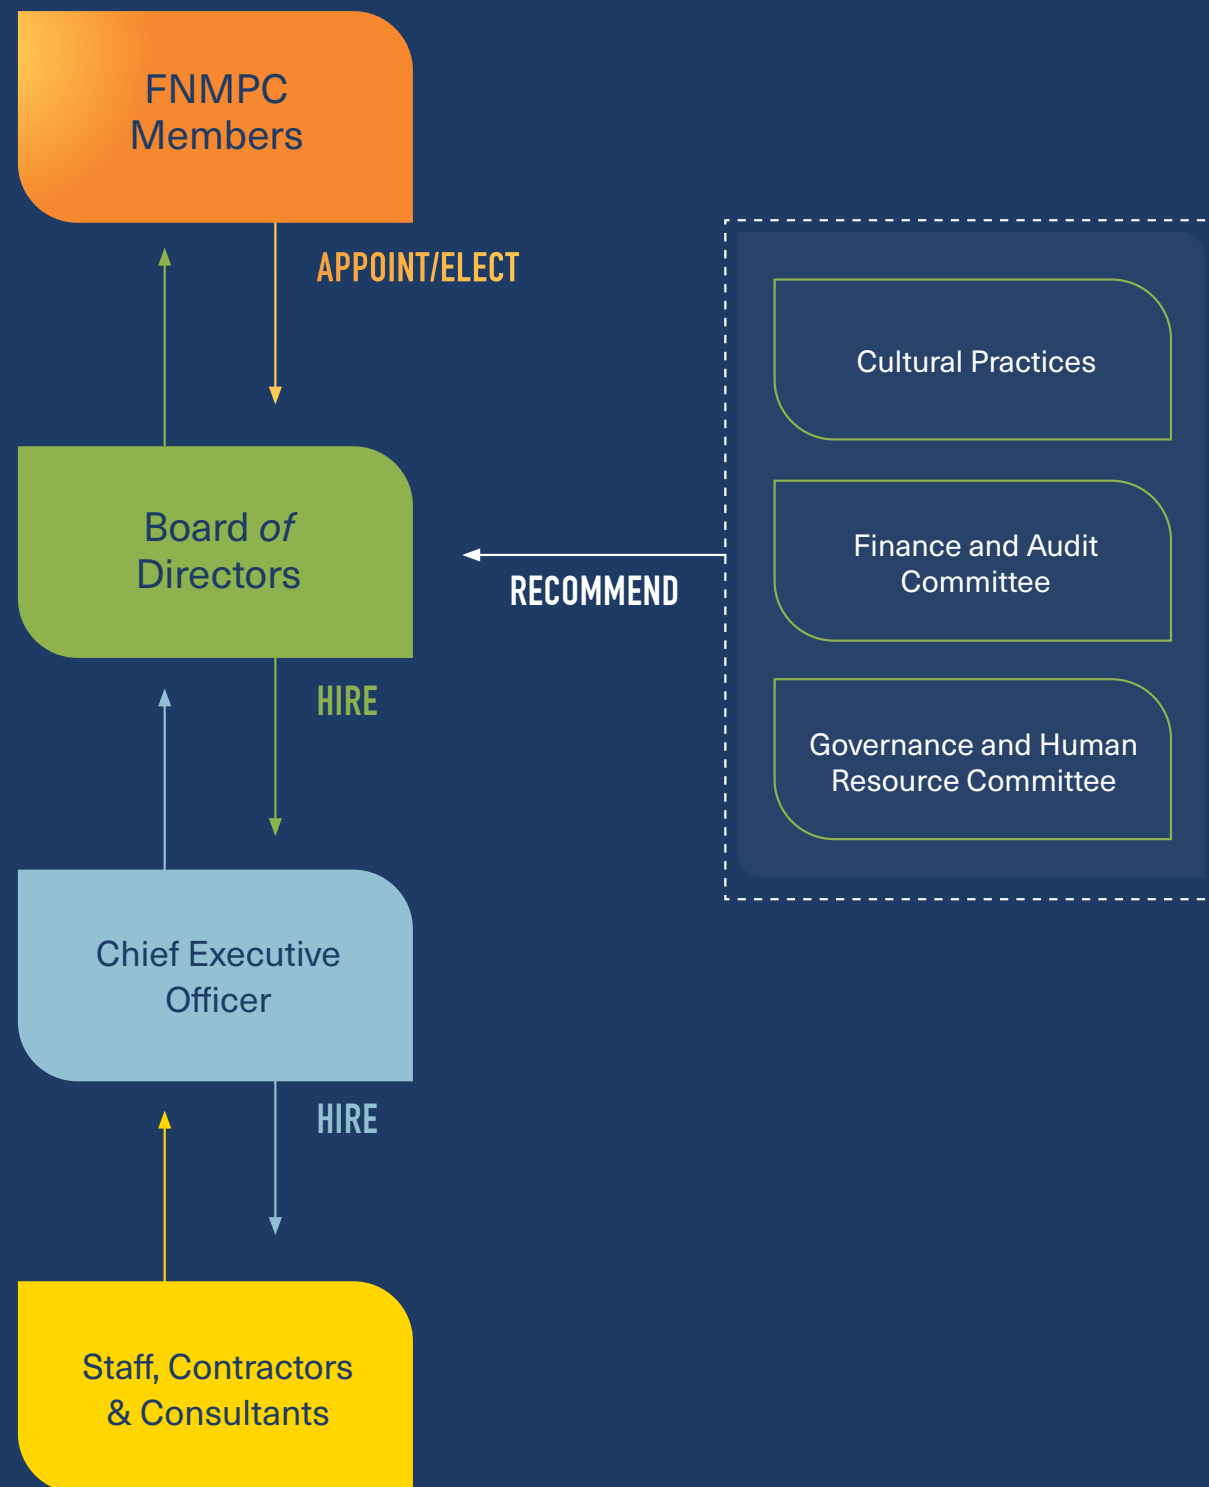 FNMPC
Members
APPOINT/ELECT
Board of
Directors
RECOMMEND
HIRE
Chief Executive
Officer
HIRE
Staff, Contractors
& Consultants
Cultural Practices
Finance and Audit
Committee
Governance and Human
Resource Committee